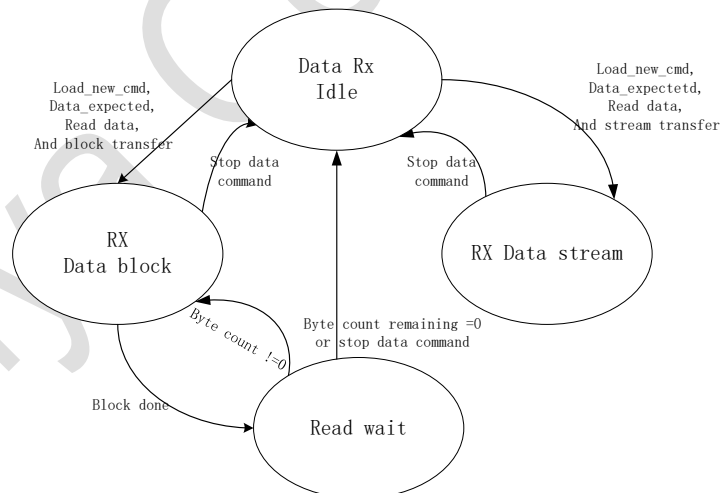 Data Rx
Idle
Load_new_cmd,
Data_expected,
Read data,
And block transfer
Load_new_cmd,
Data_expectetd,
Read data,
And stream transfer
Stop data
command
Stop data
command
RX
Data block
RX Data stream
Byte count !=0
Byte count remaining =0
or stop data command
Block done
Read wait